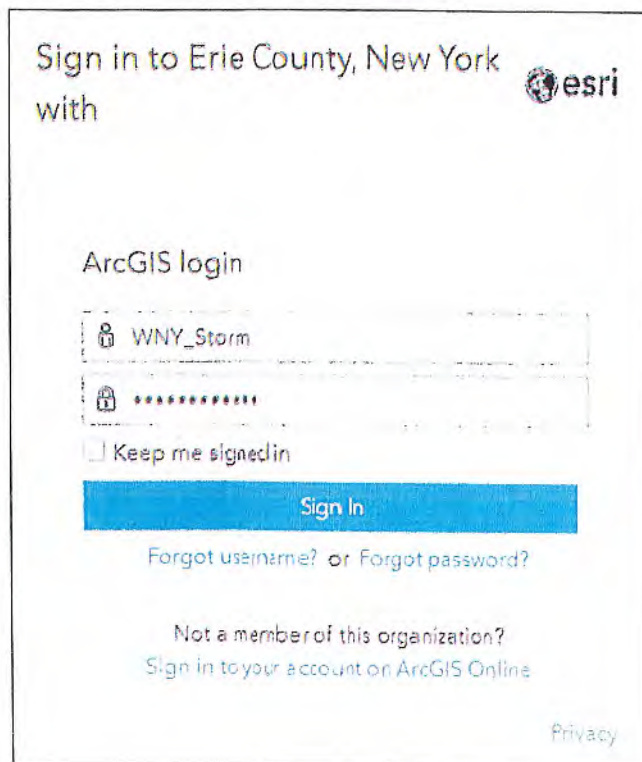 Sign in to Erie County, New York
with
esri
ArcGIS login
WNY_Storm
************
Keep me signed in
Sign In
Forgot username? or Forgot password?
Not a member of this organization?
Sign in to your account on ArcGIS Online
Privacy